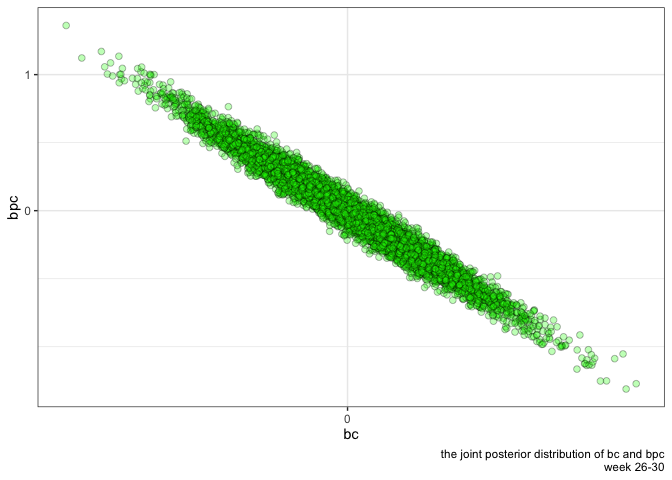 bpc
1
0
0
bc
the joint posterior distribution of bc and bpc
week 26-30